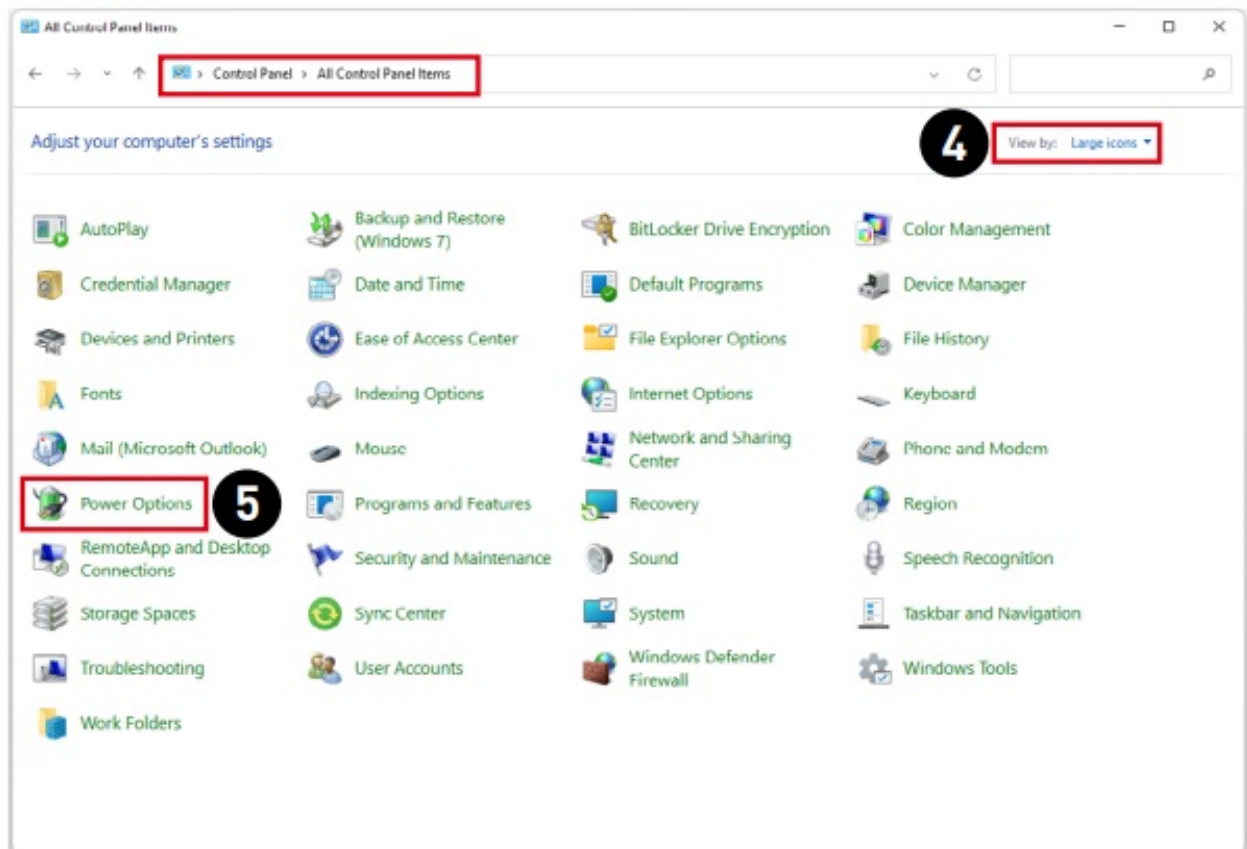 All Control Panel Items
Control Panel > All Control Panel Items
Adjust your computer's settings
4
View by: Large icons
AutoPlay
Backup and Restore
(Windows 7)
BitLocker Drive Encryption
Color Management
Credential Manager
Date and Time
Default Programs
Device Manager
Devices and Printers
Ease of Access Center
File Explorer Options
File History
Fonts
Indexing Options
Internet Options
Keyboard
Mail (Microsoft Outlook)
Mouse
Network and Sharing
Center
Phone and Modem
Power Options
5
Programs and Features
Recovery
Region
RemoteApp and Desktop
Connections
Security and Maintenance
Sound
Speech Recognition
Storage Spaces
Sync Center
System
Taskbar and Navigation
Troubleshooting
User Accounts
Windows Defender
Firewall
Windows Tools
Work Folders